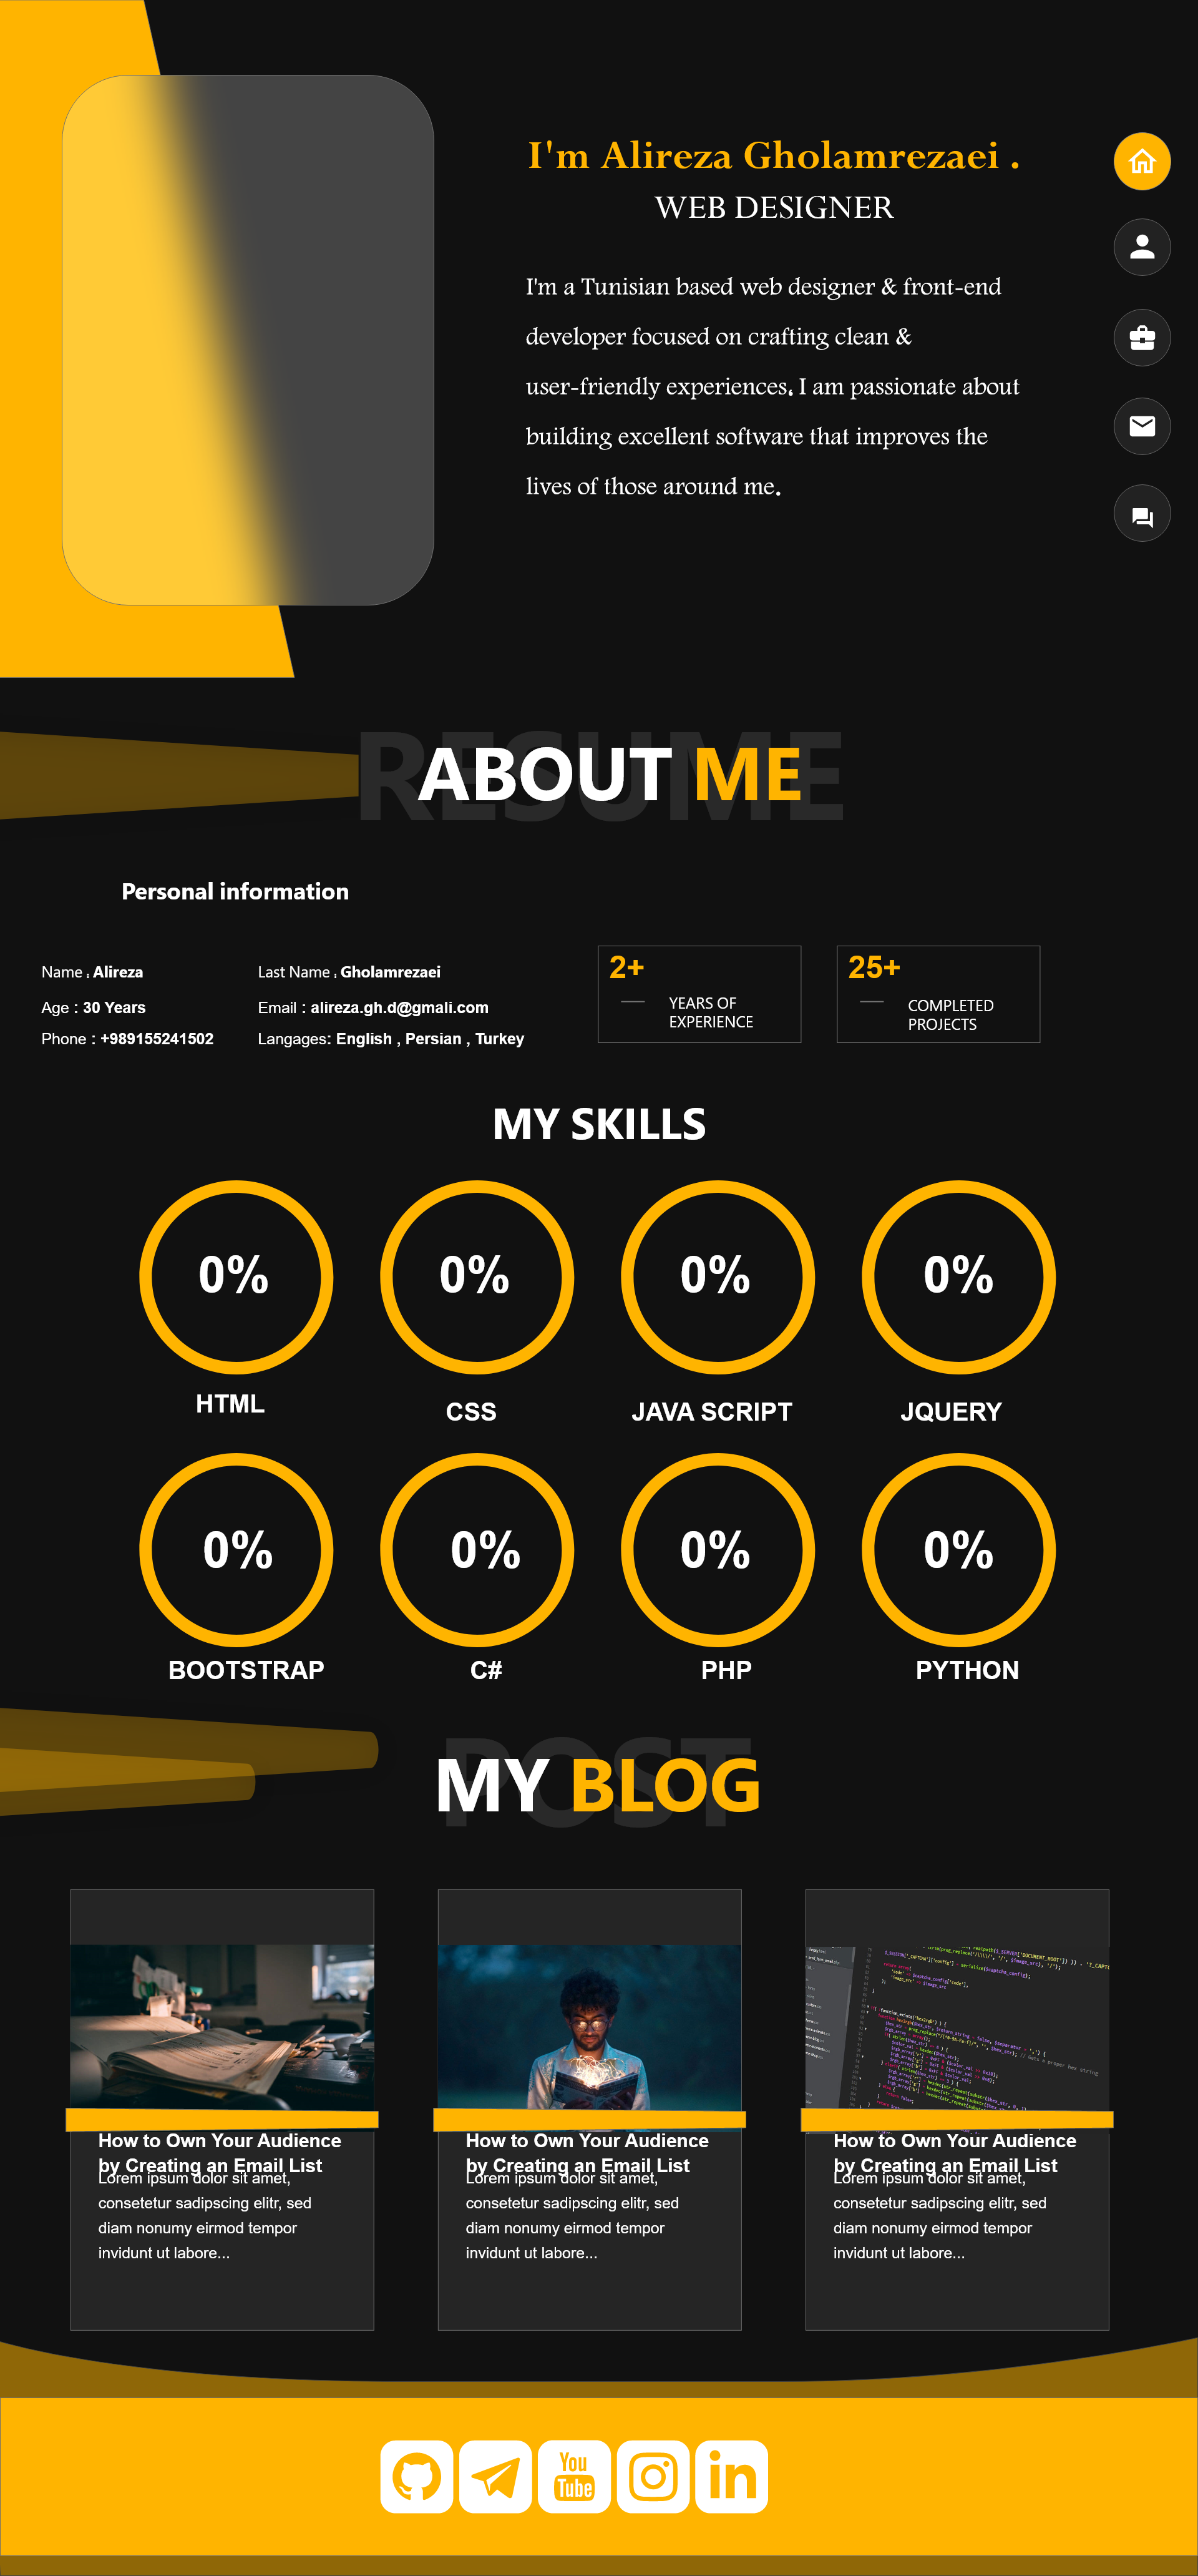 I'm Alireza Gholamrezaei .
WEB DESIGNER
I'm a Tunisian based web designer & front-end
developer focused on crafting clean &
user-friendly experiences. I am passionate about
building excellent software that improves the
lives of those around me.
RESUME
ABOUT ME
Personal information
Name : Alireza
Last Name : Gholamrezaei
Age : 30 Years
Email : alireza.gh.d@gmali.com
Phone : +989155241502
Langages: English , Persian , Turkey
2+
YEARS OF
EXPERIENCE
25+
COMPLETED
PROJECTS
MY SKILLS
0%
0%
0%
0%
HTML
CSS
JAVA SCRIPT
JQUERY
0%
0%
0%
0%
BOOTSTRAP
C#
PHP
PYTHON
POST
MY BLOG
How to Own Your Audience
by Creating an Email List
Lorem ipsum dolor sit amet,
consetetur sadipscing elitr, sed
diam nonumy eirmod tempor
invidunt ut labore...
How to Own Your Audience
by Creating an Email List
Lorem ipsum dolor sit amet,
consetetur sadipscing elitr, sed
diam nonumy eirmod tempor
invidunt ut labore...
How to Own Your Audience
by Creating an Email List
Lorem ipsum dolor sit amet,
consetetur sadipscing elitr, sed
diam nonumy eirmod tempor
invidunt ut labore...
You
Tube
in